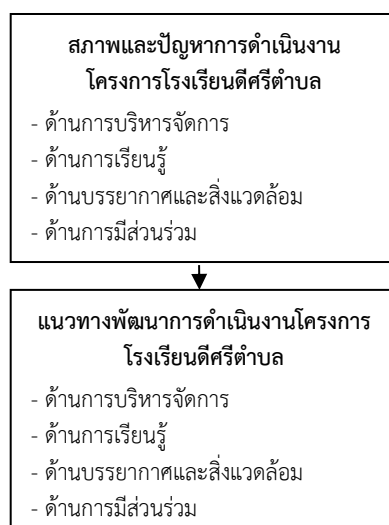 สภาพและปัญหาการดำเนินงาน
โครงการโรงเรียนดีศรีตำบล
- ด้านการบริหารจัดการ
- ด้านการเรียนรู้
- ด้านบรรยากาศและสิ่งแวดล้อม
- ด้านการมีส่วนร่วม
แนวทางพัฒนาการดำเนินงานโครงการ
โรงเรียนดีศรีตำบล
- ด้านการบริหารจัดการ
- ด้านการเรียนรู้
- ด้านบรรยากาศและสิ่งแวดล้อม
- ด้านการมีส่วนร่วม